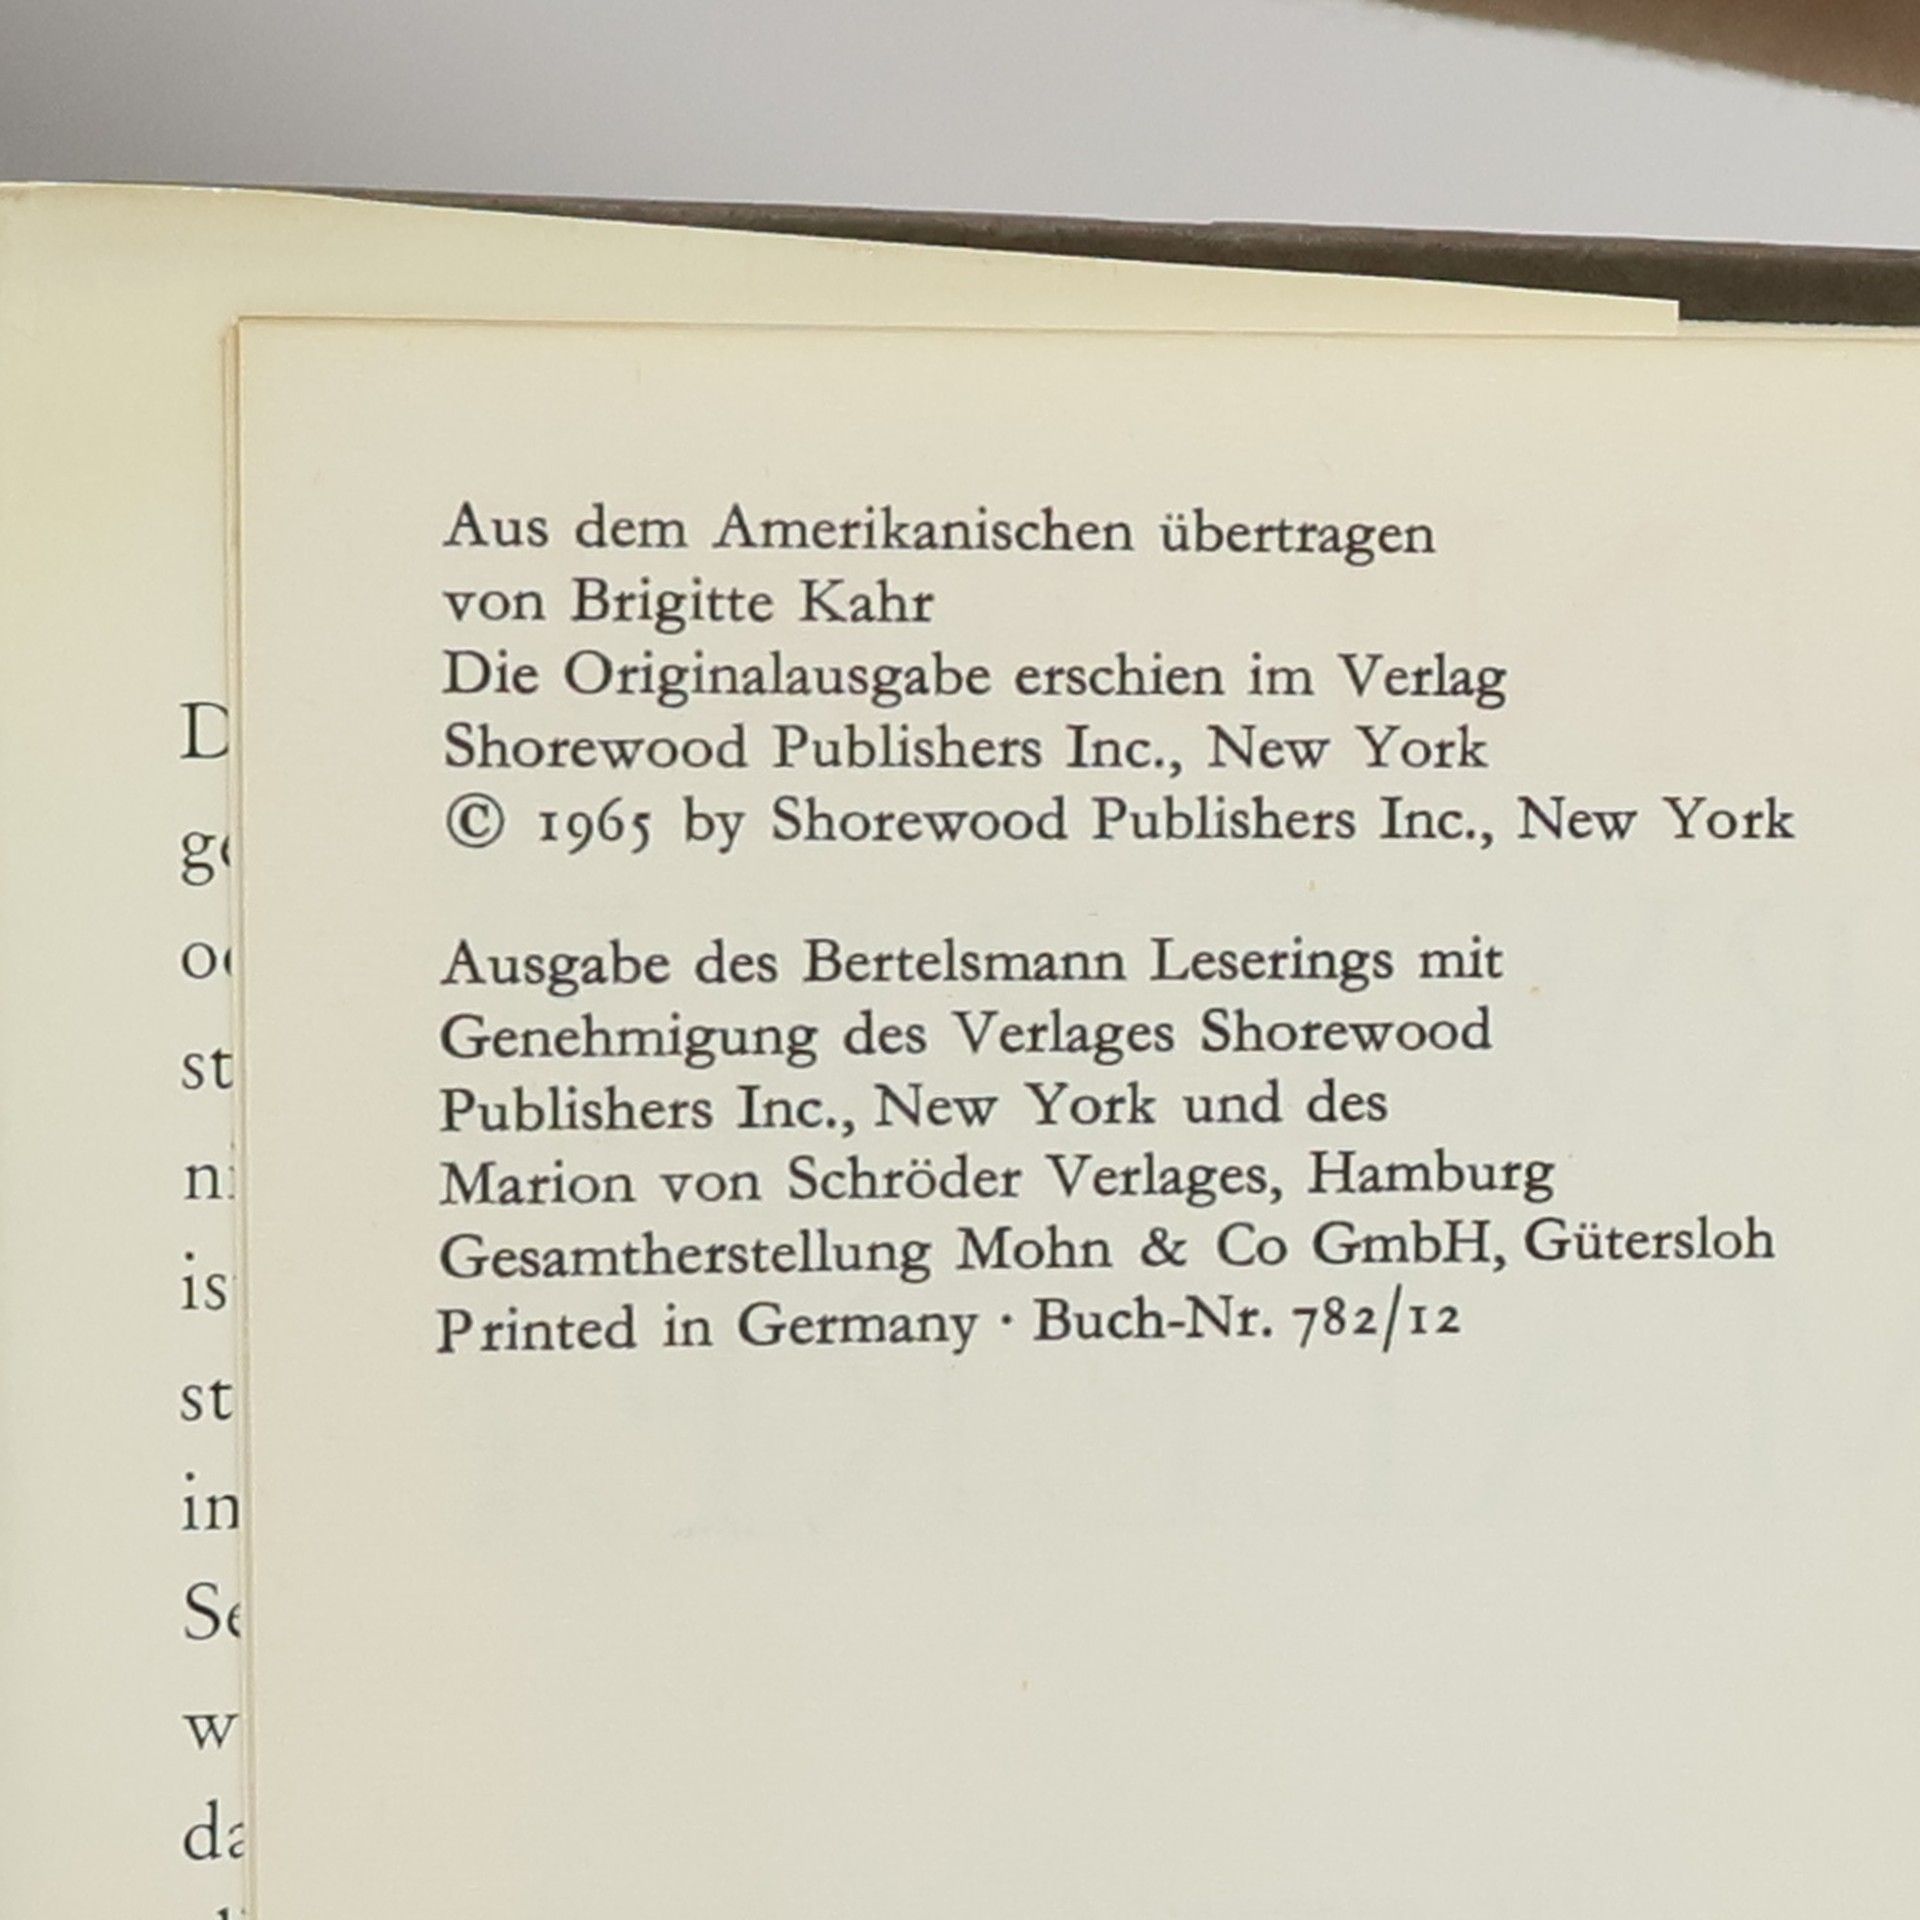 Aus dem Amerikanischen übertragen
von Brigitte Kahr
Die Originalausgabe erschien im Verlag
Shorewood Publishers Inc., New York
© 1965 by Shorewood Publishers Inc., New York
Ausgabe des Bertelsmann Leserings mit
Genehmigung des Verlages Shorewood
Publishers Inc., New York und des
Marion von Schröder Verlages, Hamburg
Gesamtherstellung Mohn & Co GmbH, Gütersloh
Printed in Germany · Buch-Nr. 782/12